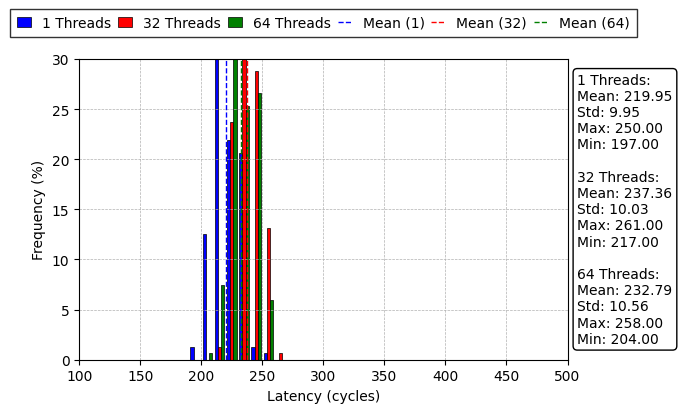 1 Threads 32 Threads 64 Threads Mean (1) Mean (32) Mean (64)
30
25
20
15
10
5
0
Frequency (%)
100 150 200 250 300 350 400 450 500
Latency (cycles)
1 Threads:
Mean: 219.95
Std: 9.95
Max: 250.00
Min: 197.00
32 Threads:
Mean: 237.36
Std: 10.03
Max: 261.00
Min: 217.00
64 Threads:
Mean: 232.79
Std: 10.56
Max: 258.00
Min: 204.00